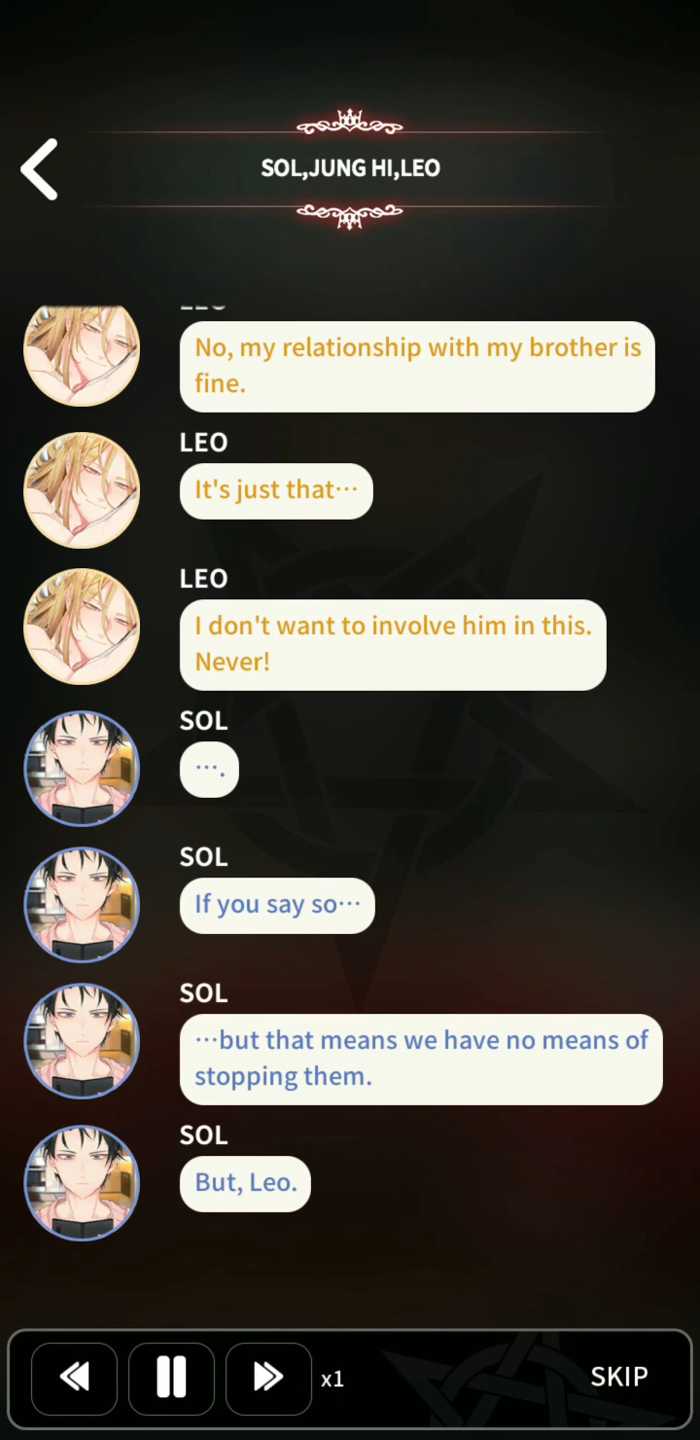 SOL,JUNG HI,LEO
No, my relationship with my brother is
fine.
LEO
It's just that···
LEO
I don't want to involve him in this.
Never!
SOL
···.
SOL
If you say so···
SOL
···but that means we have no means of
stopping them.
SOL
But, Leo.
x1
SKIP